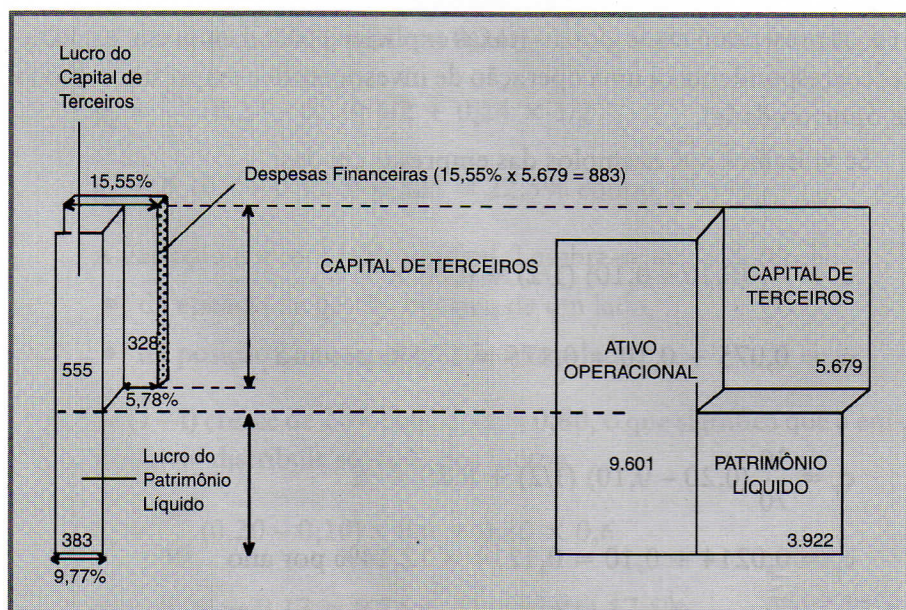 Lucro do
Capital de
Terceiros
15,55%
Despesas Financeiras (15,55% x 5.679 = 883)
CAPITAL DE TERCEIROS
328
555
5,78%
Lucro do
Patrimônio
Líquido
383
9,77%
CAPITAL DE
TERCEIROS
5.679
ATIVO
OPERACIONAL
9.601
PATRIMÔNIO
LÍQUIDO
3.922